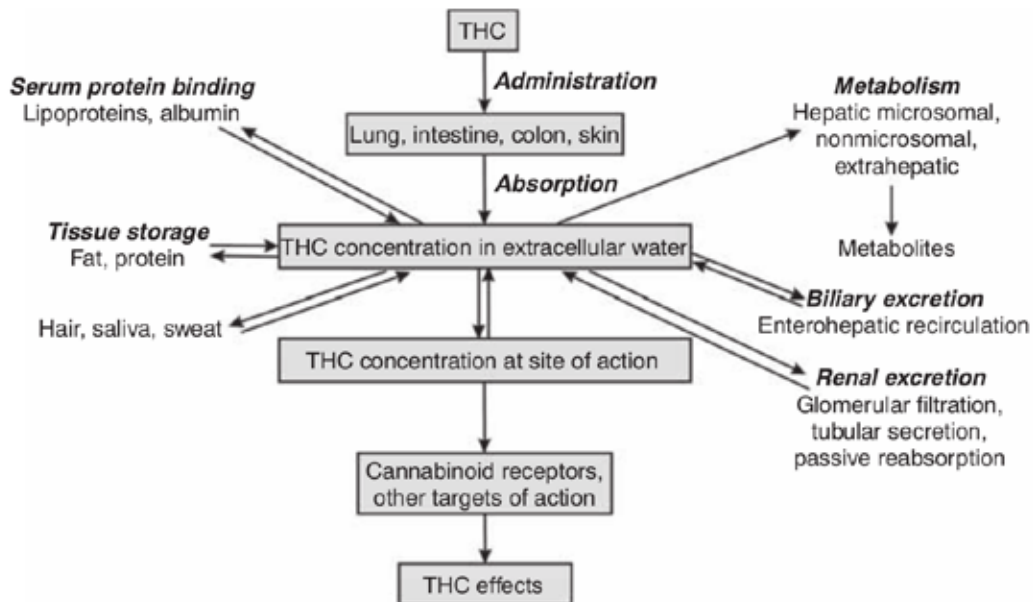 THC
Administration
Serum protein binding
Lipoproteins, albumin
Metabolism
Hepatic microsomal,
nonmicrosomal,
extrahepatic
Lung, intestine, colon, skin
Absorption
Tissue storage
Fat, protein
THC concentration in extracellular water
Metabolites
Biliary excretion
Enterohepatic recirculation
Hair, saliva, sweat
THC concentration at site of action
Renal excretion
Glomerular filtration,
tubular secretion,
passive reabsorption
Cannabinoid receptors,
other targets of action
THC effects